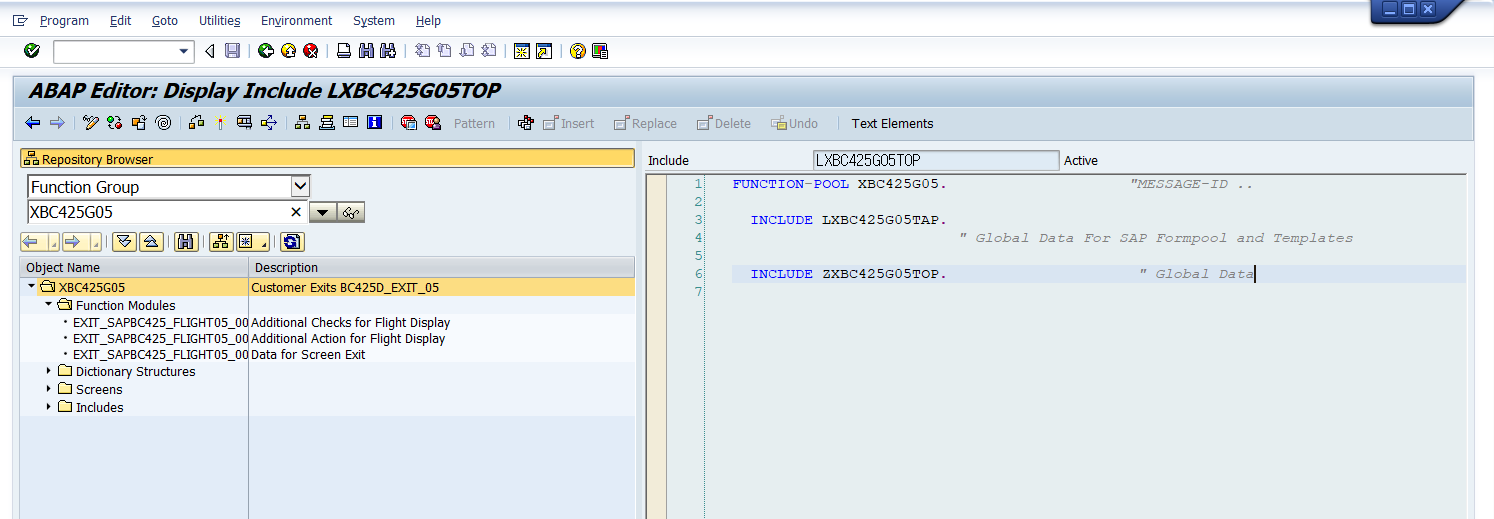 Program Edit Goto Utilities Environment System Help
ABAP Editor: Display Include LXBC425G05TOP
Pattern Insert Replace Delete Undo Text Elements
Repository Browser
Function Group
XBC425G05
Object Name Description
XBC425G05 Customer Exits BC425D_EXIT_05
Function Modules
EXIT_SAPBC425_FLIGHT05_00 Additional Checks for Flight Display
EXIT_SAPBC425_FLIGHT05_00 Additional Action for Flight Display
EXIT_SAPBC425_FLIGHT05_00 Data for Screen Exit
Dictionary Structures
Screens
Includes
Include LXBC425G05TOP Active
1 FUNCTION-POOL XBC425G05. "MESSAGE-ID ..
2
3 INCLUDE LXBC425G05TAP.
4 " Global Data For SAP Formpool and Templates
5
6 INCLUDE ZXBC425G05TOP. " Global Data
7